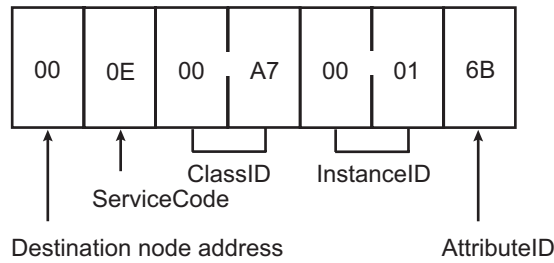 00 0E 00 A7 00 01 6B
ClassID InstanceID
ServiceCode
Destination node address AttributeID